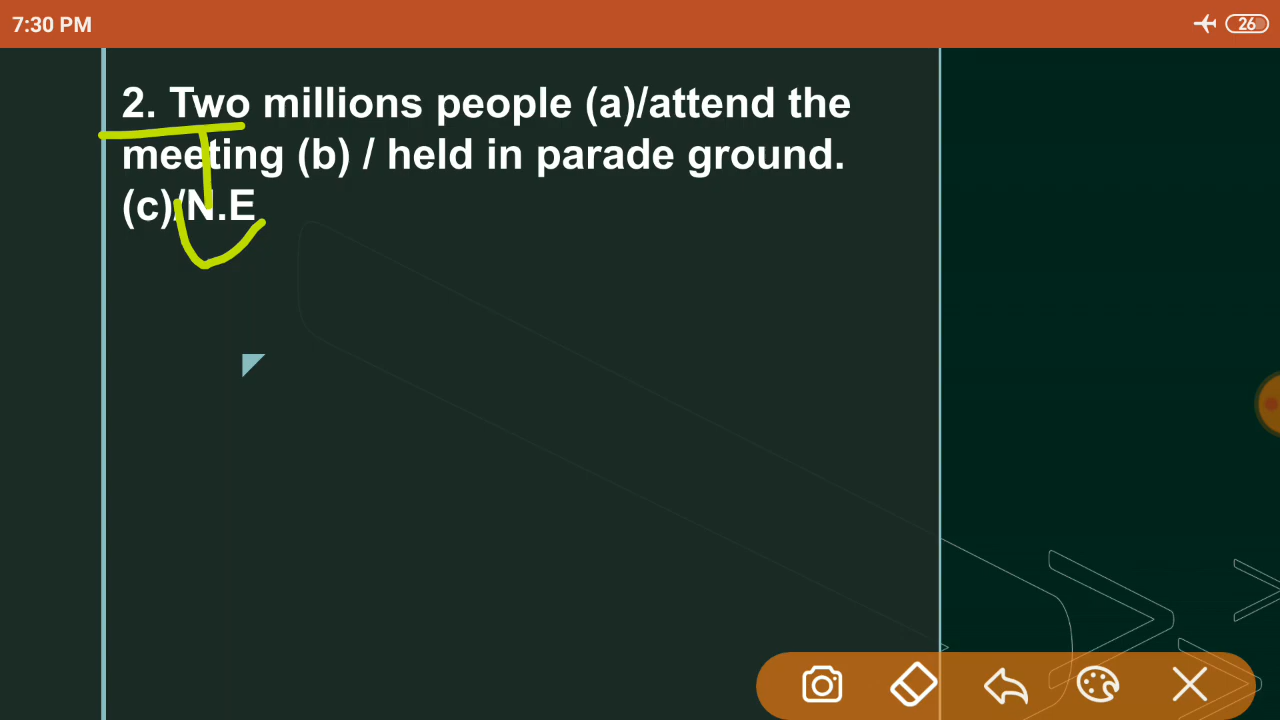 7:30 PM
26
2. Two millions people (a)/attend the
meeting (b) / held in parade ground.
(c)/N.E